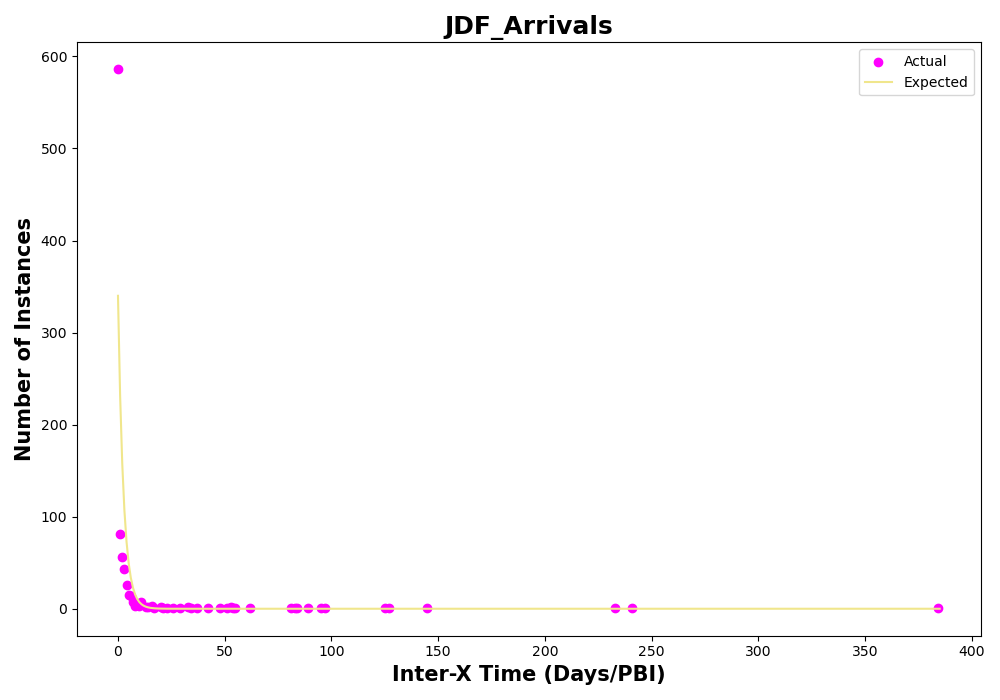 JDF_Arrivals
Actual
Expected
Number of Instances
600
500
400
300
200
100
0
0 50 100 150 200 250 300 350 400
Inter-X Time (Days/PBI)